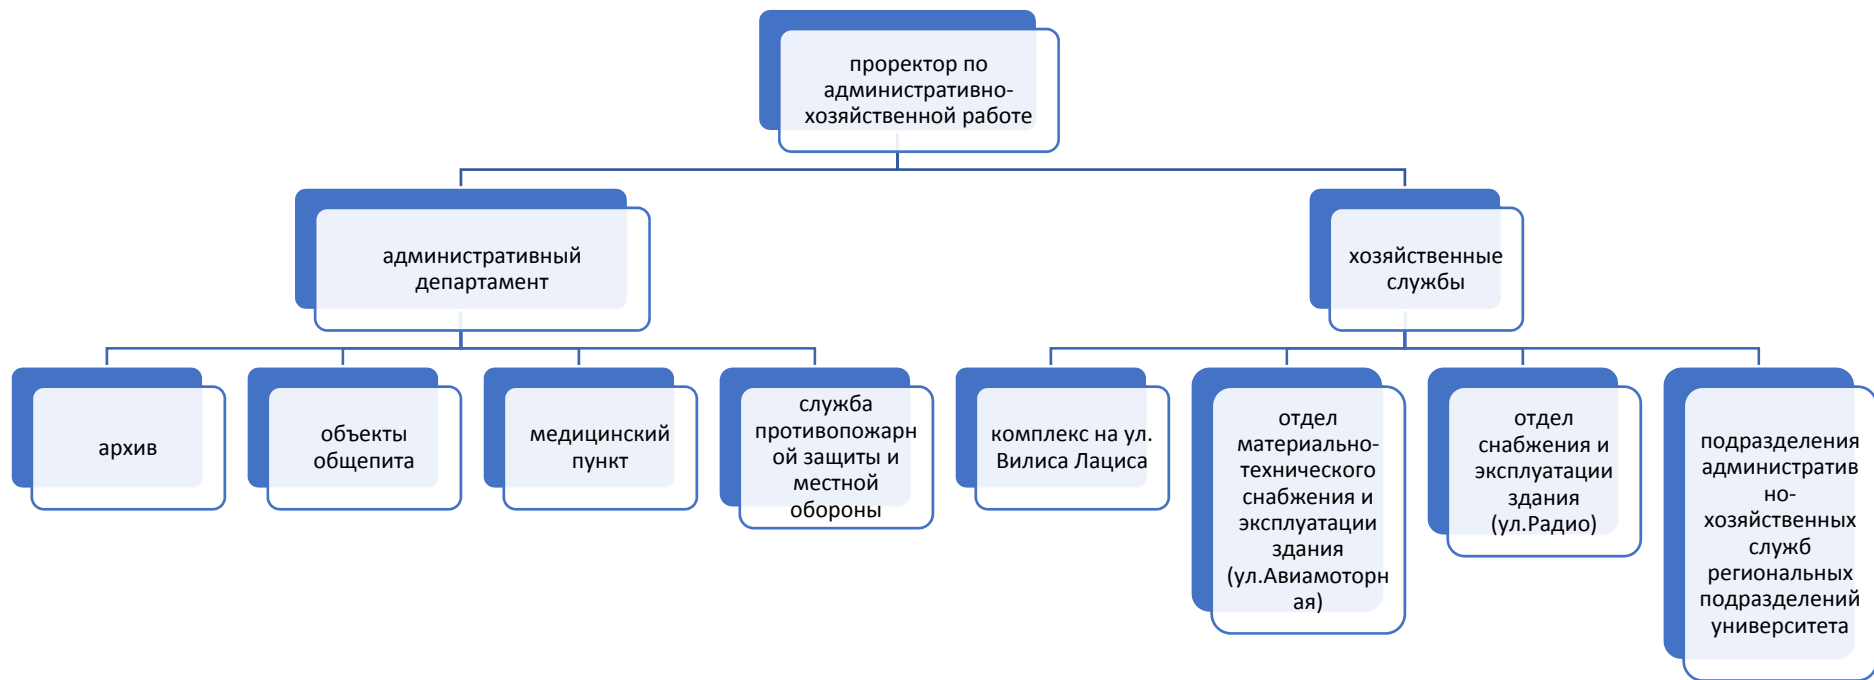 проректор по
административно-
хозяйственной работе
административный
департамент
хозяйственные
службы
архив
объекты
общепита
медицинский
пункт
служба
противопожарн
ой защиты и
местной
обороны
комплекс на ул.
Вилиса Лациса
отдел
материально-
технического
снабжения и
эксплуатации
здания
(ул.Авиамоторн
ая)
отдел
снабжения и
эксплуатации
здания
(ул.Радио)
подразделения
административ
но-
хозяйственных
служб
региональных
подразделений
университета